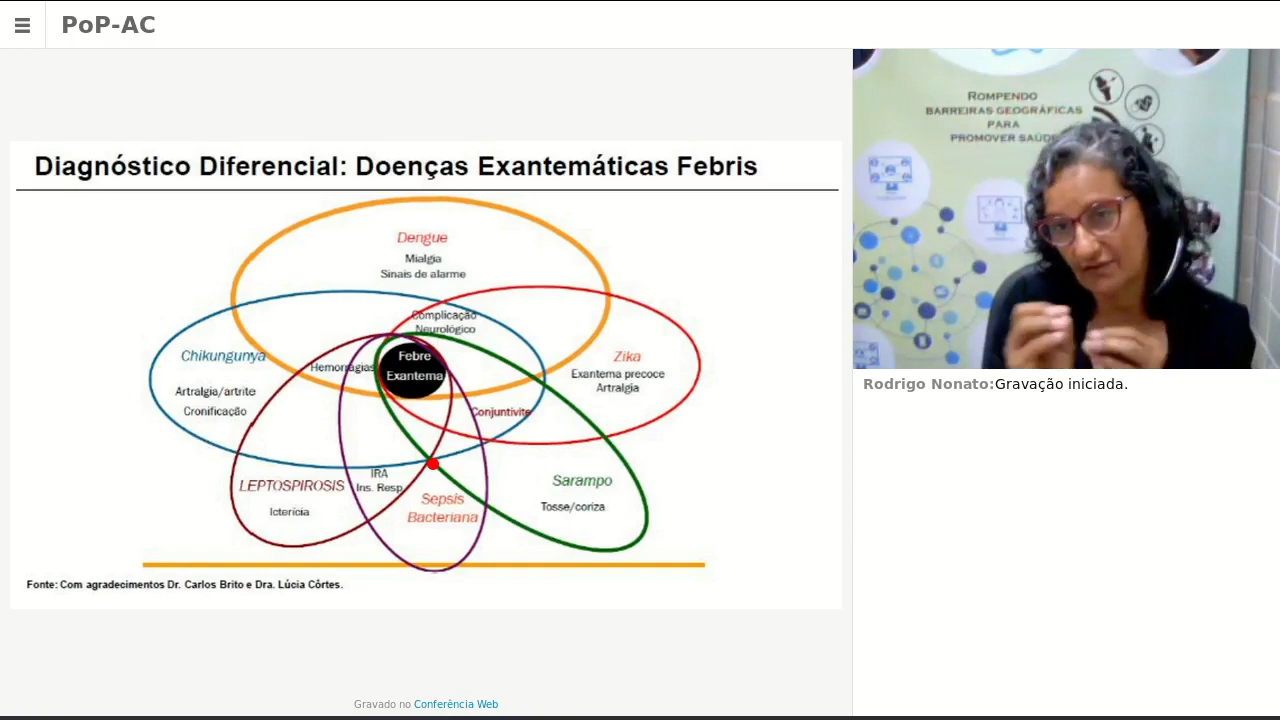 PoP-AC
Diagnóstico Diferencial: Doenças Exantemáticas Febris
Dengue
Mialgia
Sinais de alarme
Complicação
Neurológico
Chikungunya
Artralgia/artrite
Cronificação
Hemorragias
Febre
Exantema
Zika
Exantema precoce
Artralgia
Conjuntivite
LEPTOSPIROSIS
Icterícia
IRA
Ins. Resp
Sepsis
Bacteriana
Sarampo
Tosse/coriza
Fonte: Com agradecimentos Dr. Carlos Brito e Dra. Lúcia Côrtes.
Gravado no Conferência Web
ROMPENDO
BARREIRAS GEOGRÁFICAS
PARA
PROMOVER SAÚDE
Rodrigo Nonato:Gravação iniciada.